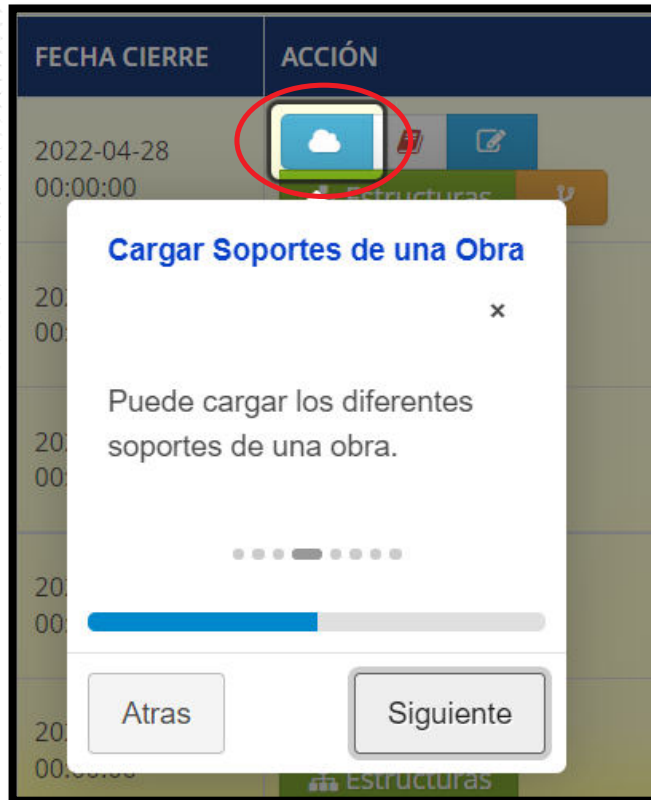 FECHA CIERRE
ACCIÓN
2022-04-28
00:00:00
Estructuras
Cargar Soportes de una Obra
×
Puede cargar los diferentes
soportes de una obra.
Atras
Siguiente
Estructuras